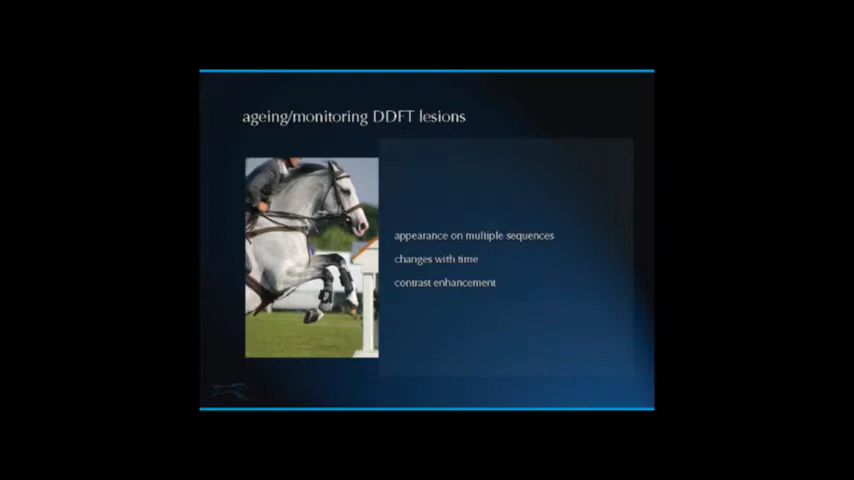 ageing/monitoring DDFT lesions
appearance on multiple sequences
changes with time
contrast enhancement